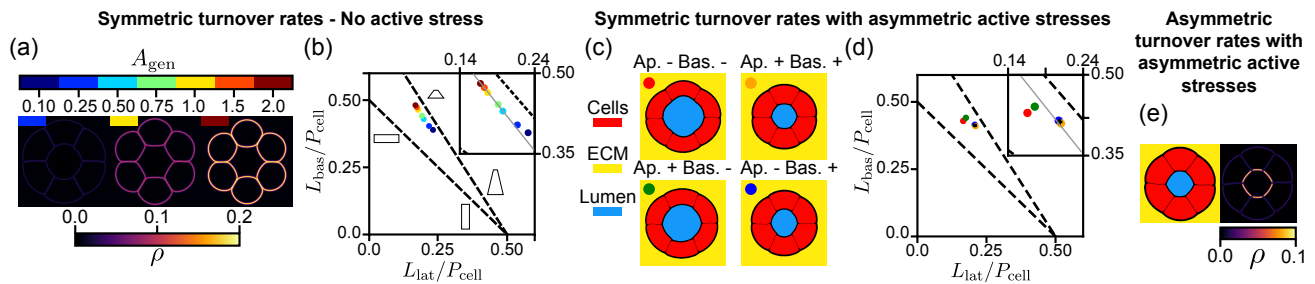 Symmetric turnover rates - No active stress
Symmetric turnover rates with asymmetric active stresses
Asymmetric
turnover rates with
asymmetric active
stresses
(a)
A_gen
0.10 0.25 0.50 0.75 1.0 1.5 2.0
0.0 0.1 0.2
ρ
(b)
0.14 0.24
0.50
0.35
0.50
0.25
0.0
L_bas/P_cell
0.0 0.25 0.50
L_lat/P_cell
(c)
Ap. - Bas. - Ap. + Bas. +
Cells
ECM
Ap. + Bas. - Ap. - Bas. +
Lumen
(d)
0.14 0.24
0.50
0.35
0.50
0.25
0.0
L_bas/P_cell
0.0 0.25 0.50
L_lat/P_cell
(e)
0.0 ρ 0.1